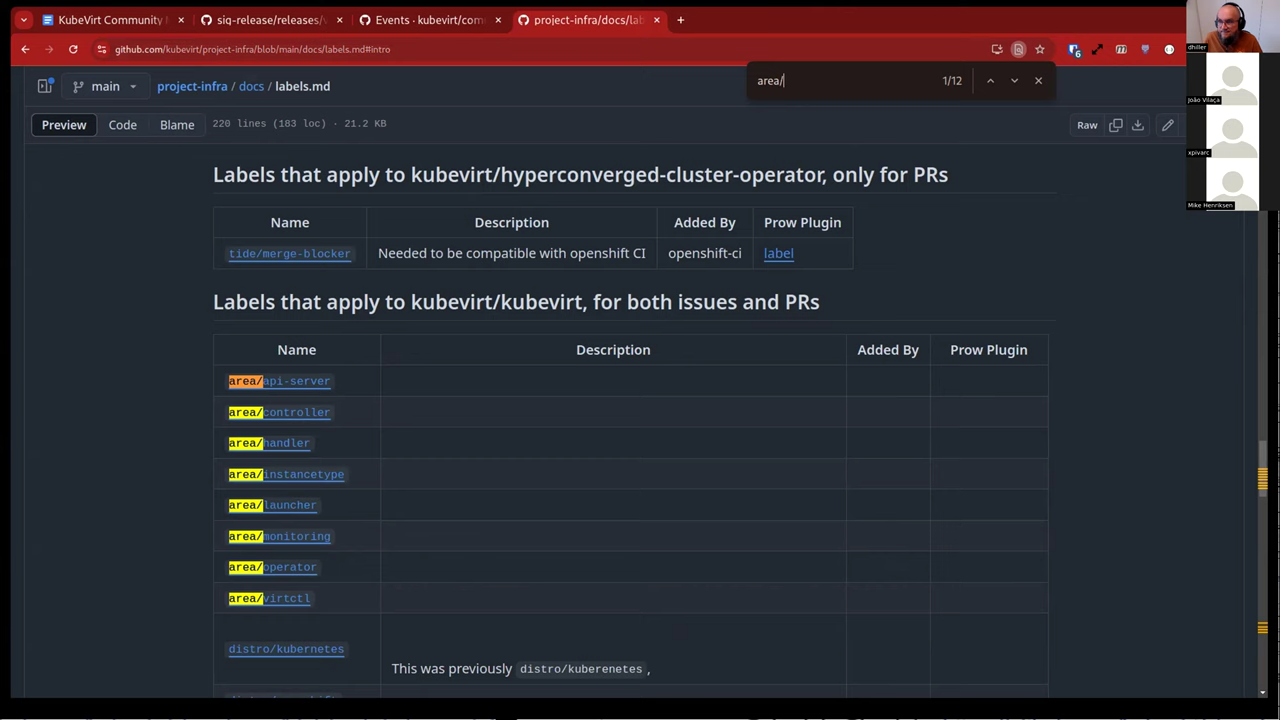 KubeVirt Community
sig-release/releases/v
Events · kubevirt/com
project-infra/docs/lab
github.com/kubevirt/project-infra/blob/main/docs/labels.md#intro
area/
1/12
dhiller
João Vilaça
xpivarc
Mike Henriksen
main
project-infra / docs / labels.md
Preview
Code
Blame
220 lines (183 loc) · 21.2 KB
Raw
Labels that apply to kubevirt/hyperconverged-cluster-operator, only for PRs
Name Description Added By Prow Plugin
tide/merge-blocker Needed to be compatible with openshift CI openshift-ci label
Labels that apply to kubevirt/kubevirt, for both issues and PRs
Name Description Added By Prow Plugin
area/api-server
area/controller
area/handler
area/instancetype
area/launcher
area/monitoring
area/operator
area/virtctl
distro/kubernetes
This was previously distro/kuberenetes,